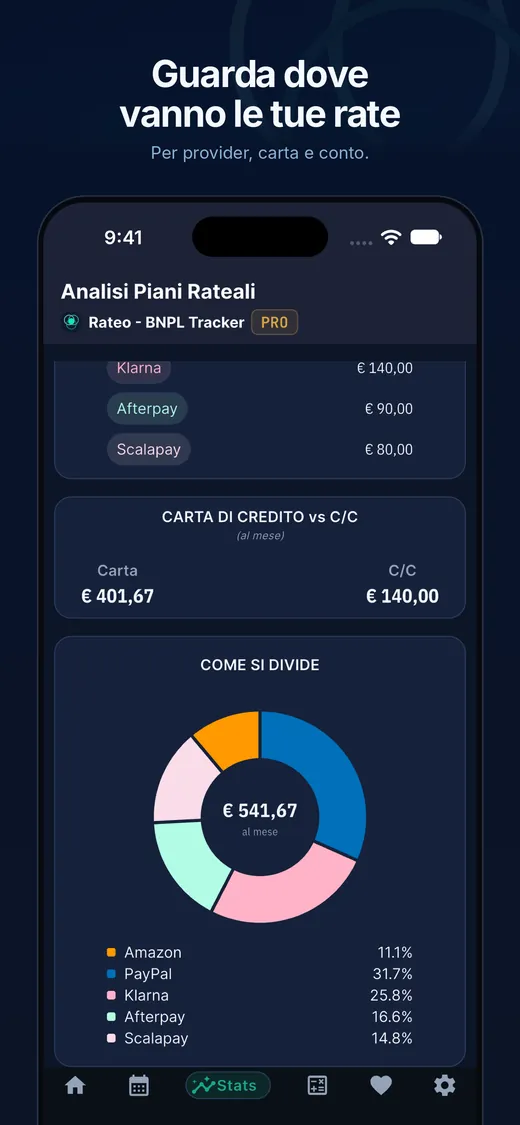 Guarda dove
vanno le tue rate
Per provider, carta e conto.
9:41
Analisi Piani Rateali
Rateo - BNPL Tracker PRO
Klarna € 140,00
Afterpay € 90,00
Scalapay € 80,00
CARTA DI CREDITO vs C/C
(al mese)
Carta C/C
€ 401,67 € 140,00
COME SI DIVIDE
€ 541,67
al mese
Amazon 11.1%
PayPal 31.7%
Klarna 25.8%
Afterpay 16.6%
Scalapay 14.8%
Stats